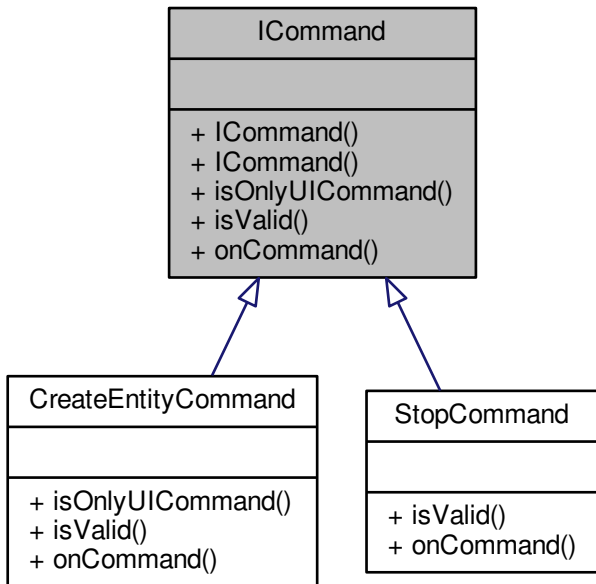 ICommand
+ ICommand()
+ ICommand()
+ isOnlyUICommand()
+ isValid()
+ onCommand()
CreateEntityCommand
+ isOnlyUICommand()
+ isValid()
+ onCommand()
StopCommand
+ isValid()
+ onCommand()